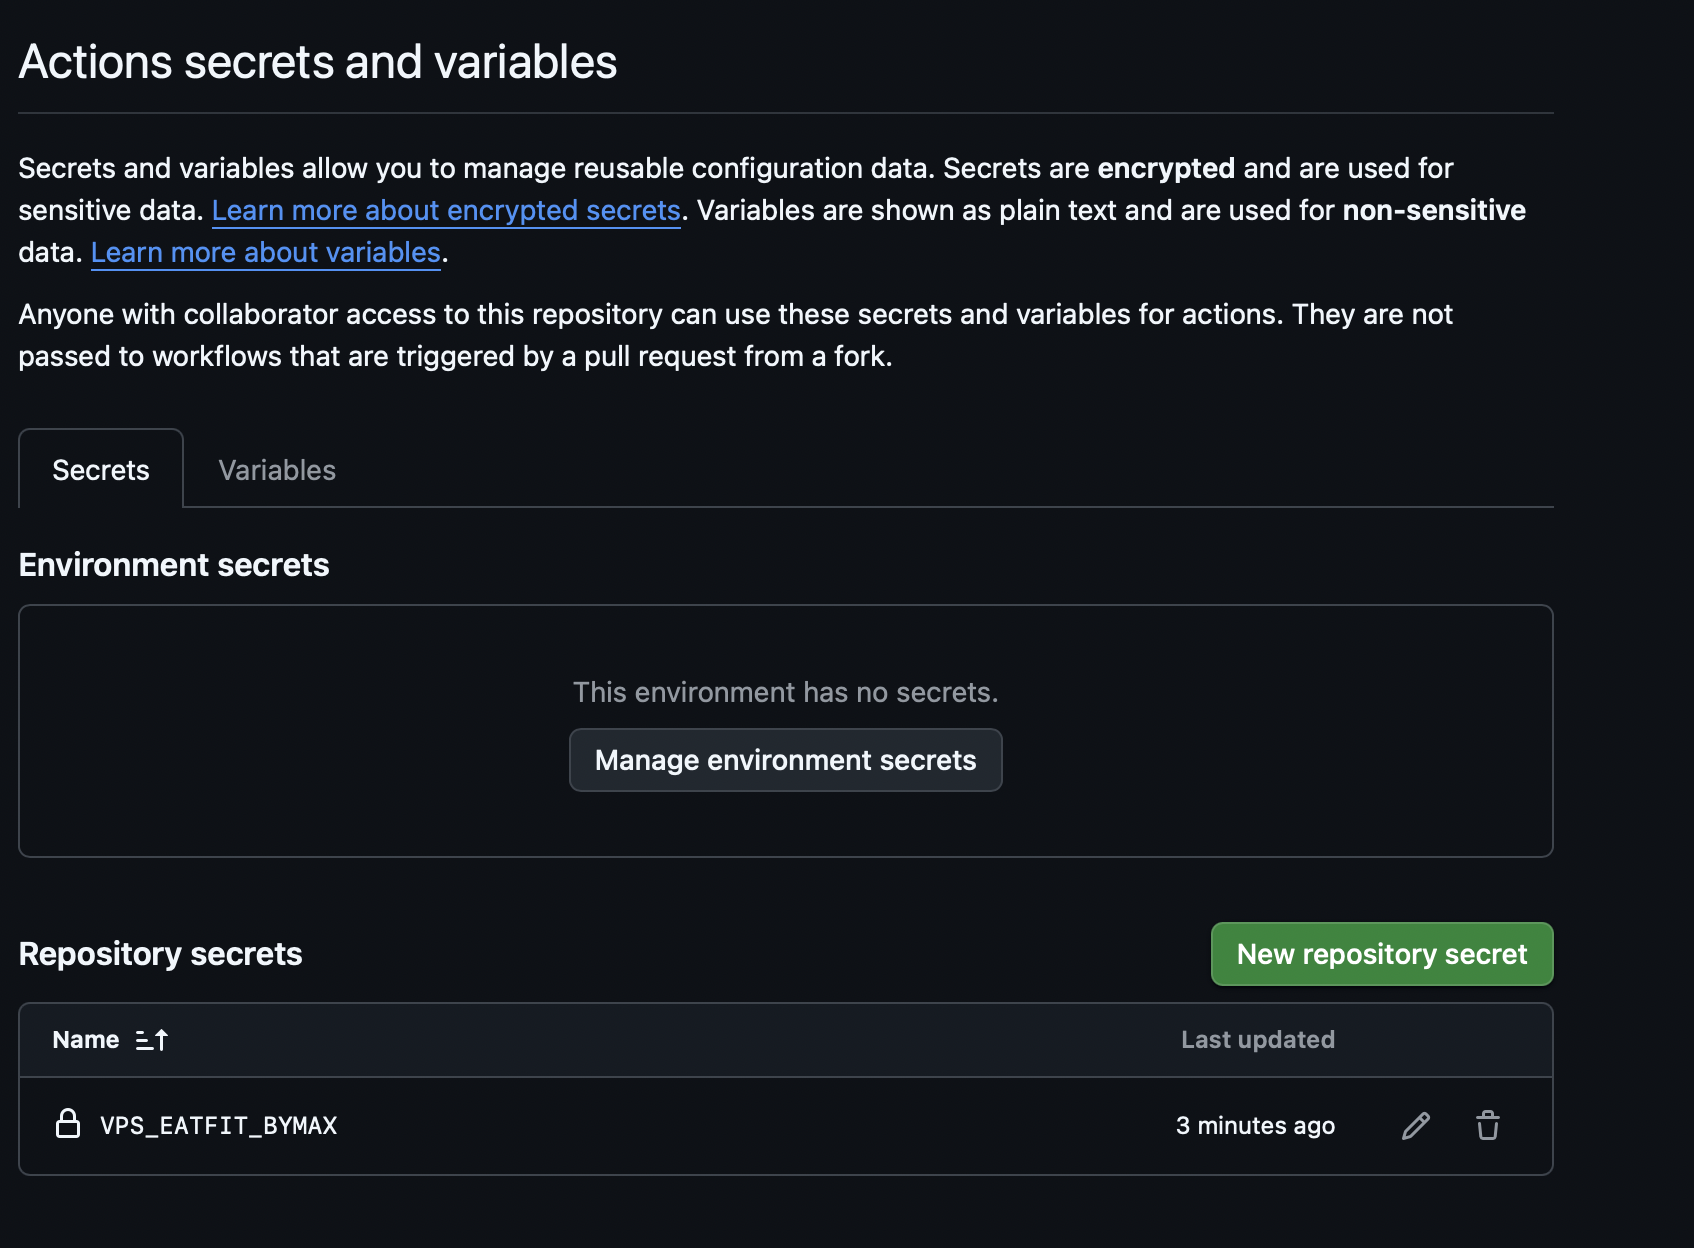 Actions secrets and variables
Secrets and variables allow you to manage reusable configuration data. Secrets are encrypted and are used for
sensitive data. Learn more about encrypted secrets. Variables are shown as plain text and are used for non-sensitive
data. Learn more about variables.
Anyone with collaborator access to this repository can use these secrets and variables for actions. They are not
passed to workflows that are triggered by a pull request from a fork.
Secrets Variables
Environment secrets
This environment has no secrets.
Manage environment secrets
Repository secrets New repository secret
Name Last updated
VPS_EATFIT_BYMAX 3 minutes ago